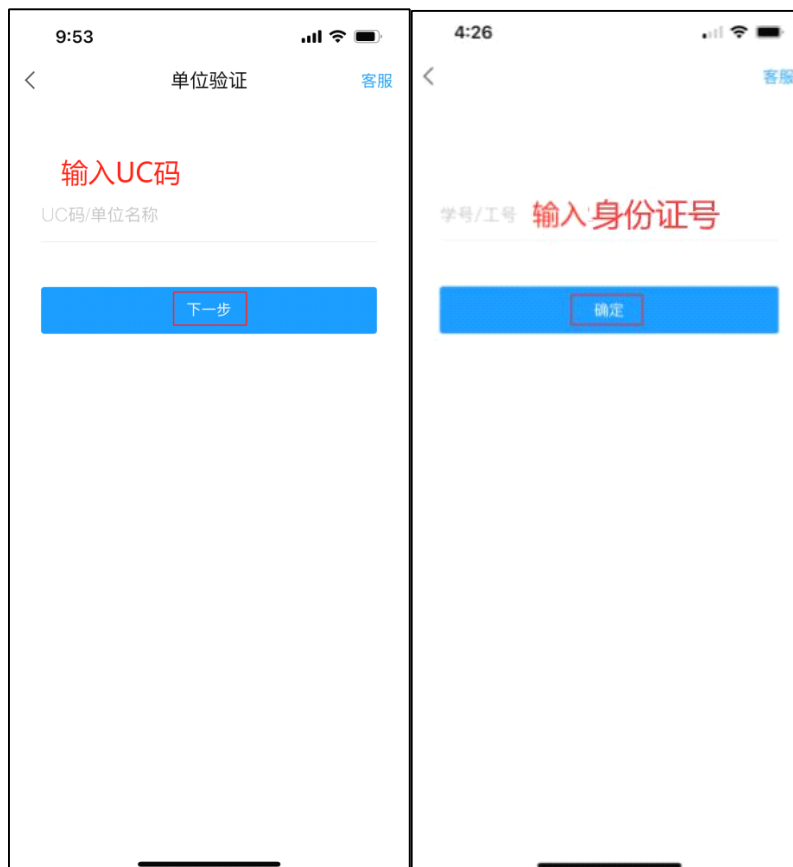 9:53
单位验证
客服
输入UC码
UC码/单位名称
下一步
4:26
客服
学号/工号
输入身份证号
确定